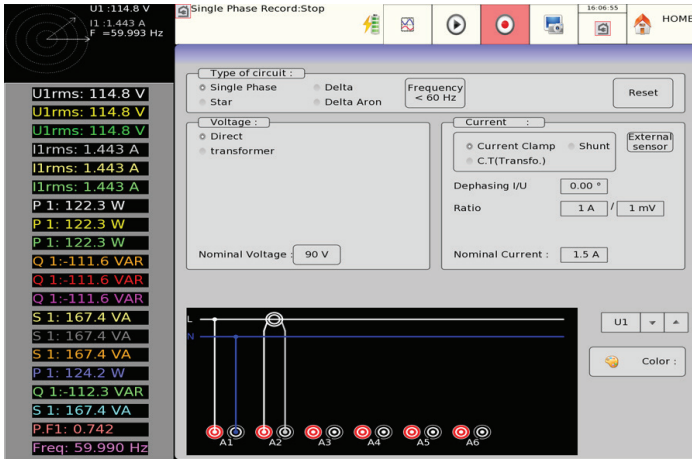 U1 :114.8 V
I1 :1.443 A
F =59.993 Hz
U1rms: 114.8 V
U1rms: 114.8 V
U1rms: 114.8 V
I1rms: 1.443 A
I1rms: 1.443 A
I1rms: 1.443 A
P 1: 122.3 W
P 1: 122.3 W
P 1: 122.3 W
Q 1:-111.6 VAR
Q 1:-111.6 VAR
Q 1:-111.6 VAR
S 1: 167.4 VA
S 1: 167.4 VA
S 1: 167.4 VA
P 1: 124.2 W
Q 1:-112.3 VAR
S 1: 167.4 VA
P.F1: 0.742
Freq: 59.990 Hz
Single Phase Record:Stop
16:06:55
HOME
Type of circuit :
Single Phase
Delta
Star
Delta Aron
Frequency
< 60 Hz
Reset
Voltage :
Direct
transformer
Nominal Voltage :
90 V
Current :
Current Clamp
Shunt
C.T(Transfo.)
External
sensor
Dephasing I/U
0.00 °
Ratio
1 A / 1 mV
Nominal Current :
1.5 A
L
N
A1 A2 A3 A4 A5 A6
U1
Color :